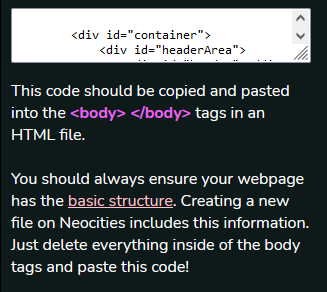 <div id="container">
<div id="headerArea">
This code should be copied and pasted
into the <body> </body> tags in an
HTML file.
You should always ensure your webpage
has the basic structure. Creating a new
file on Neocities includes this information.
Just delete everything inside of the body
tags and paste this code!